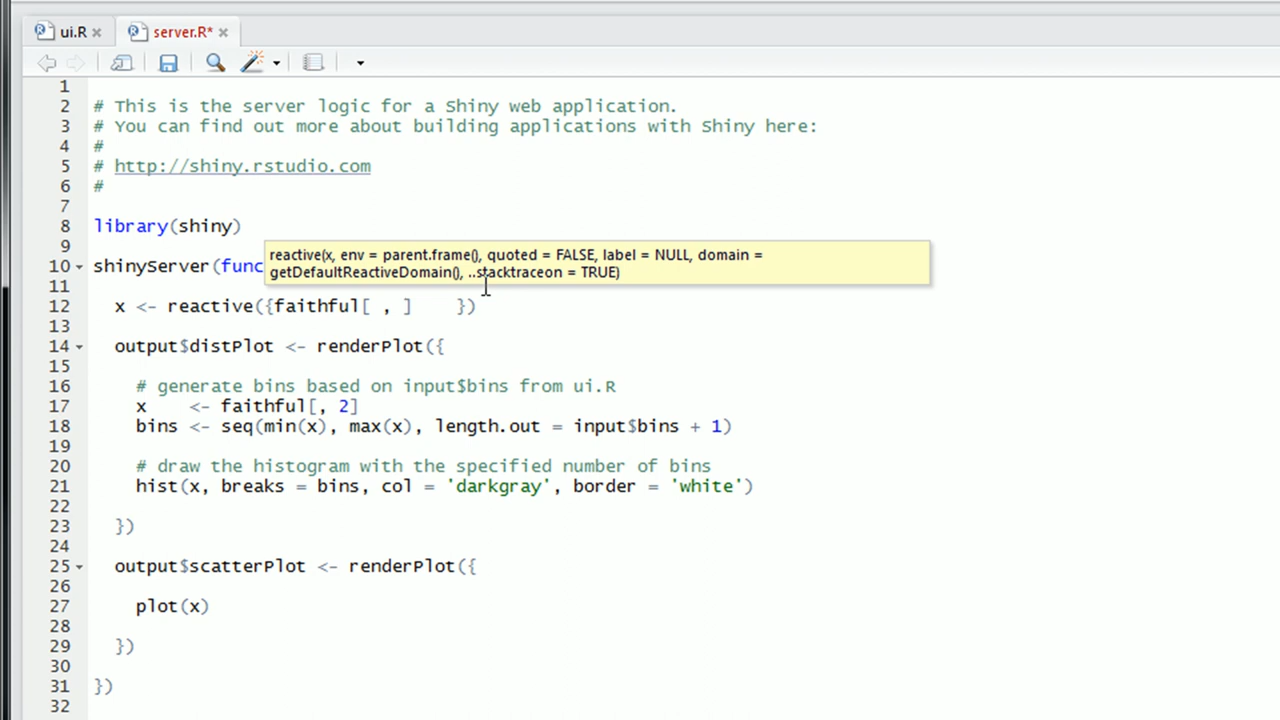 ui.R
server.R*
1
2 # This is the server logic for a Shiny web application.
3 # You can find out more about building applications with Shiny here:
4 #
5 # http://shiny.rstudio.com
6 #
7
8 library(shiny)
9
reactive(x, env = parent.frame(), quoted = FALSE, label = NULL, domain =
getDefaultReactiveDomain(), ..stacktraceon = TRUE)
10 shinyServer(func
11
12 x <- reactive({faithful[ , ]    })
13
14 output$distPlot <- renderPlot({
15
16 # generate bins based on input$bins from ui.R
17 x    <- faithful[, 2]
18 bins <- seq(min(x), max(x), length.out = input$bins + 1)
19
20 # draw the histogram with the specified number of bins
21 hist(x, breaks = bins, col = 'darkgray', border = 'white')
22
23 })
24
25 output$scatterPlot <- renderPlot({
26
27 plot(x)
28
29 })
30
31 })
32